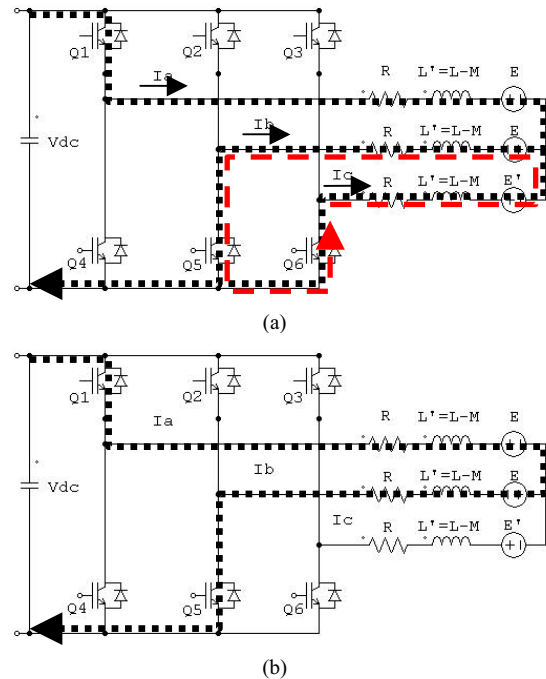 Q1 Q2 Q3
Ia R L'=L-M E
Vdc Ib R L'=L-M E
Ic R L'=L-M E'
Q4 Q5 Q6
(a)
Q1 Q2 Q3
Ia R L'=L-M E
Vdc Ib R L'=L-M E
Ic R L'=L-M E'
Q4 Q5 Q6
(b)